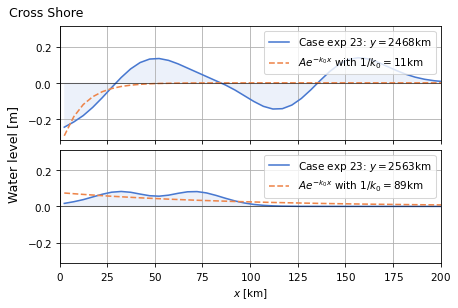 Cross Shore
0.2
0.0
−0.2
Case exp 23: y = 2468km
Ae^{−k₀x} with 1/k₀ = 11km
Water level [m]
0.2
0.0
−0.2
Case exp 23: y = 2563km
Ae^{−k₀x} with 1/k₀ = 89km
0 25 50 75 100 125 150 175 200
x [km]